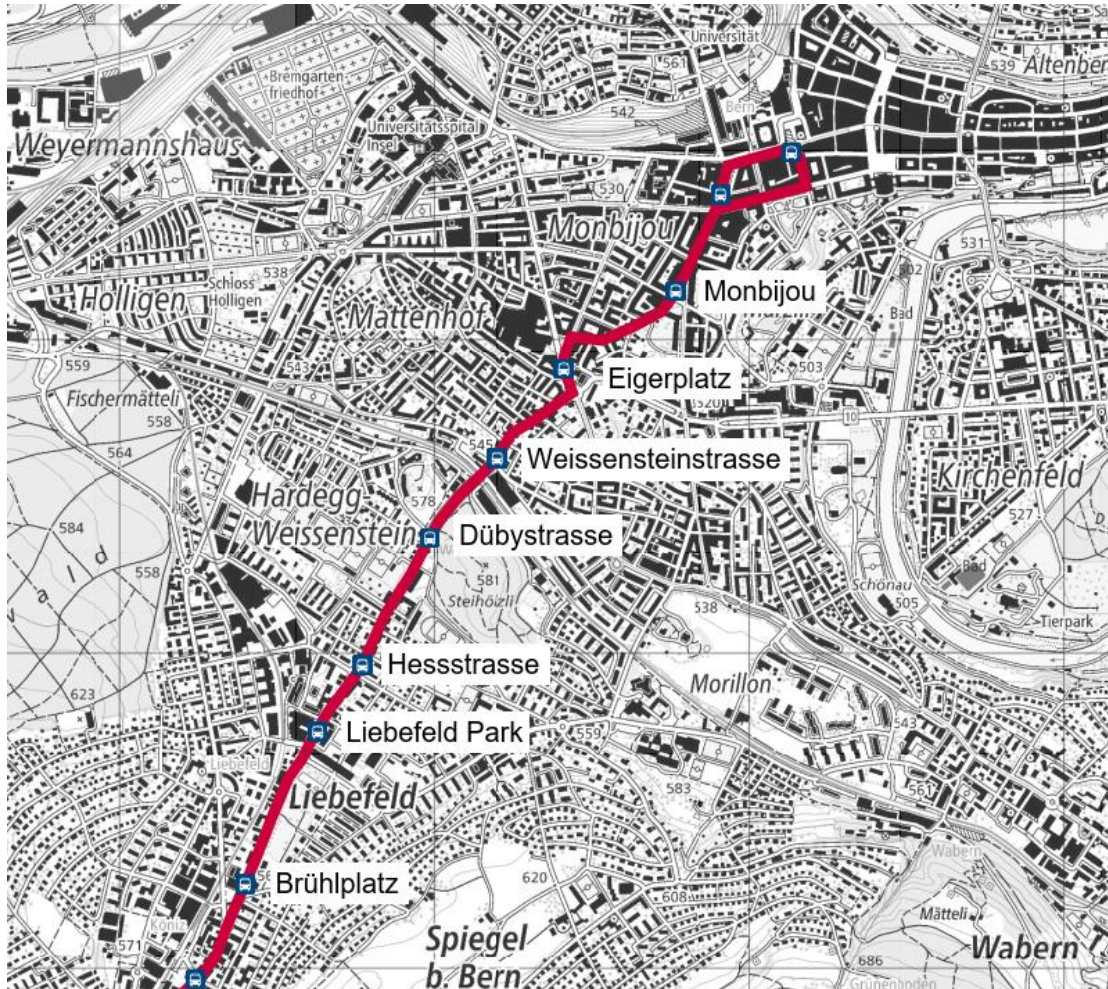 Universität
561
539
Altenber
Bremgarten
friedhof
Bern
542
Universitätsspital
Insel
Weyermannshaus
530
Monbijou
531
502
538
Schloss
Holligen
Holligen
Bad
Monbijou
Mattenhof
543
559
503
Eigerplatz
Fischermätteli
558
520
10
564
545
Weissensteinstrasse
Kirchenfeld
578
Hardegg-
Weissenstein
527
584
Dübystrasse
a l d
558
581
Steihölzli
Bad
Schönau
505
538
Tierpark
Hessstrasse
623
Morillon
543
Liebefeld Park
559
Liebefeld
583
561
Liebefeld
Wabern
Brühlplatz
620
608
Mätteli
Köniz
571
Spiegel
b. Bern
Wabern
686
Grünenboden